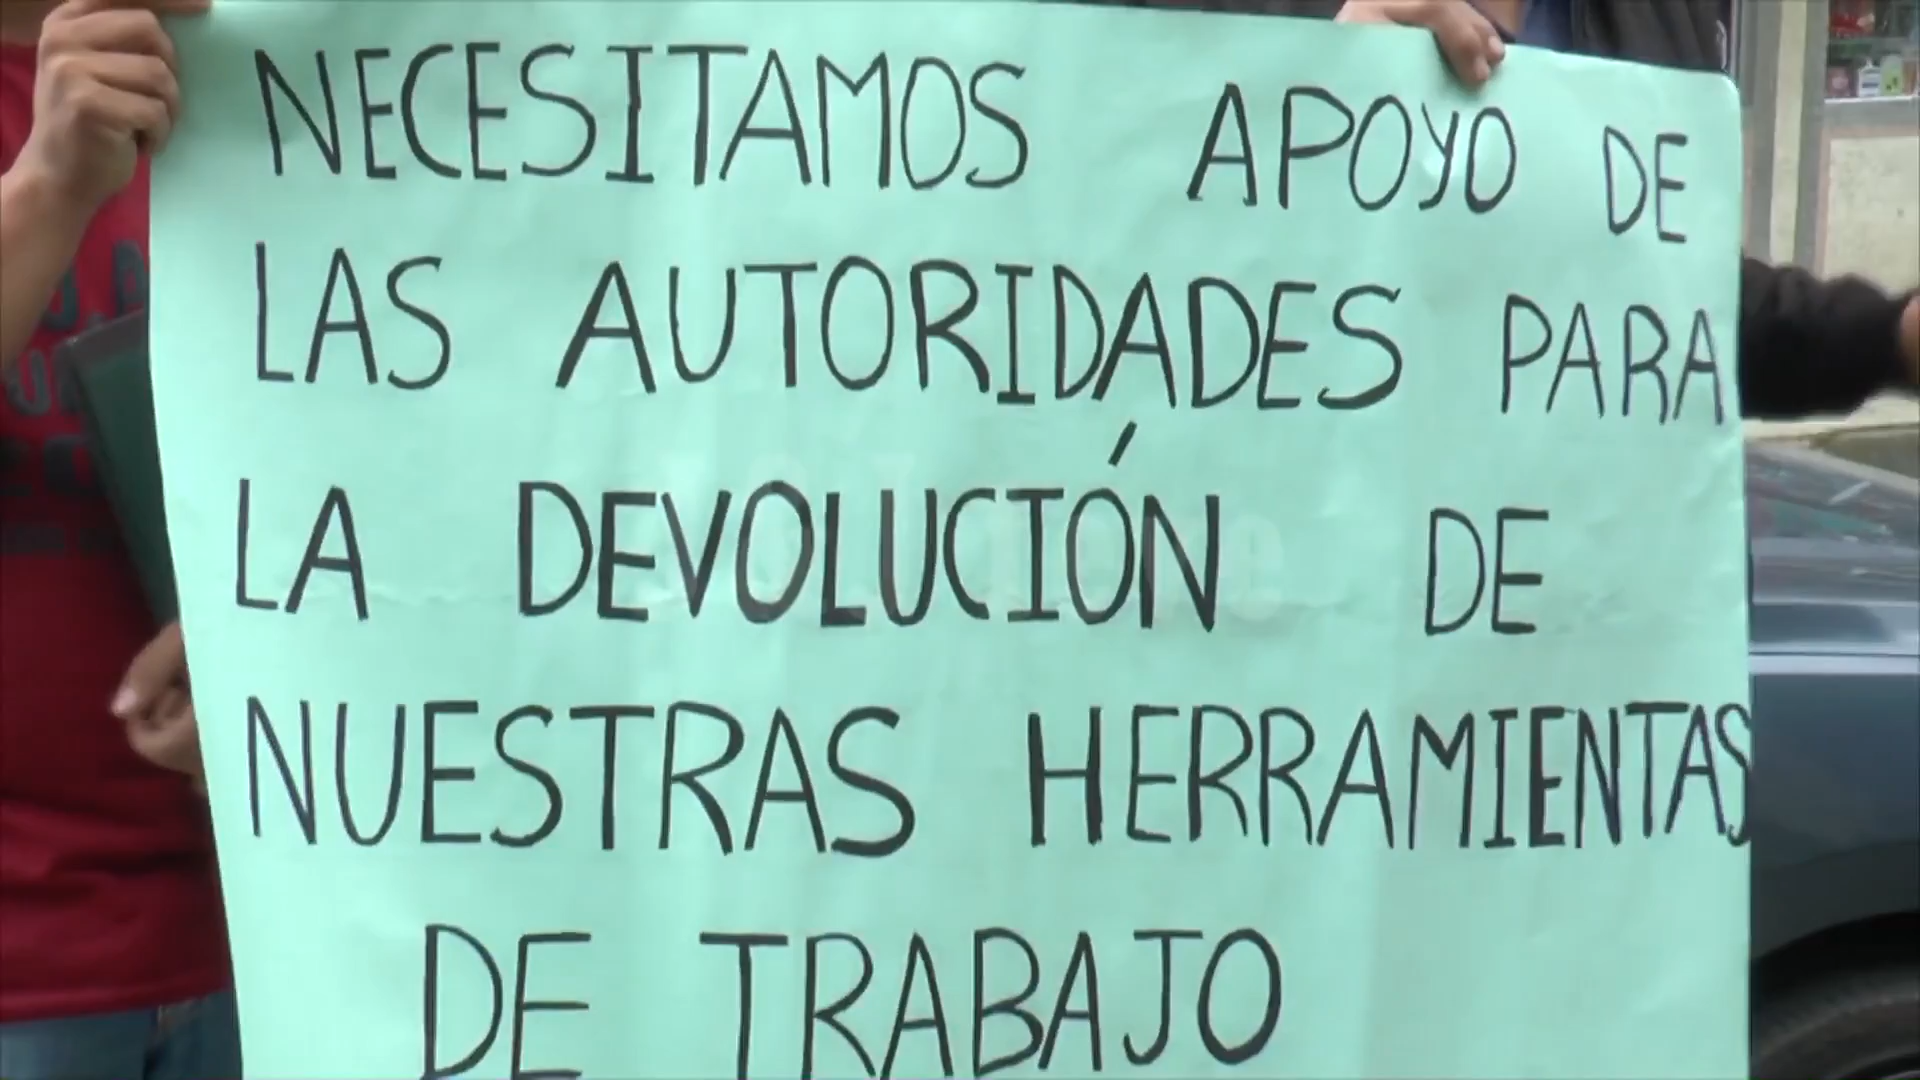 NECESITAMOS APOYO DE
LAS AUTORIDADES PARA
LA DEVOLUCIÓN DE
NUESTRAS HERRAMIENTAS
DE TRABAJO